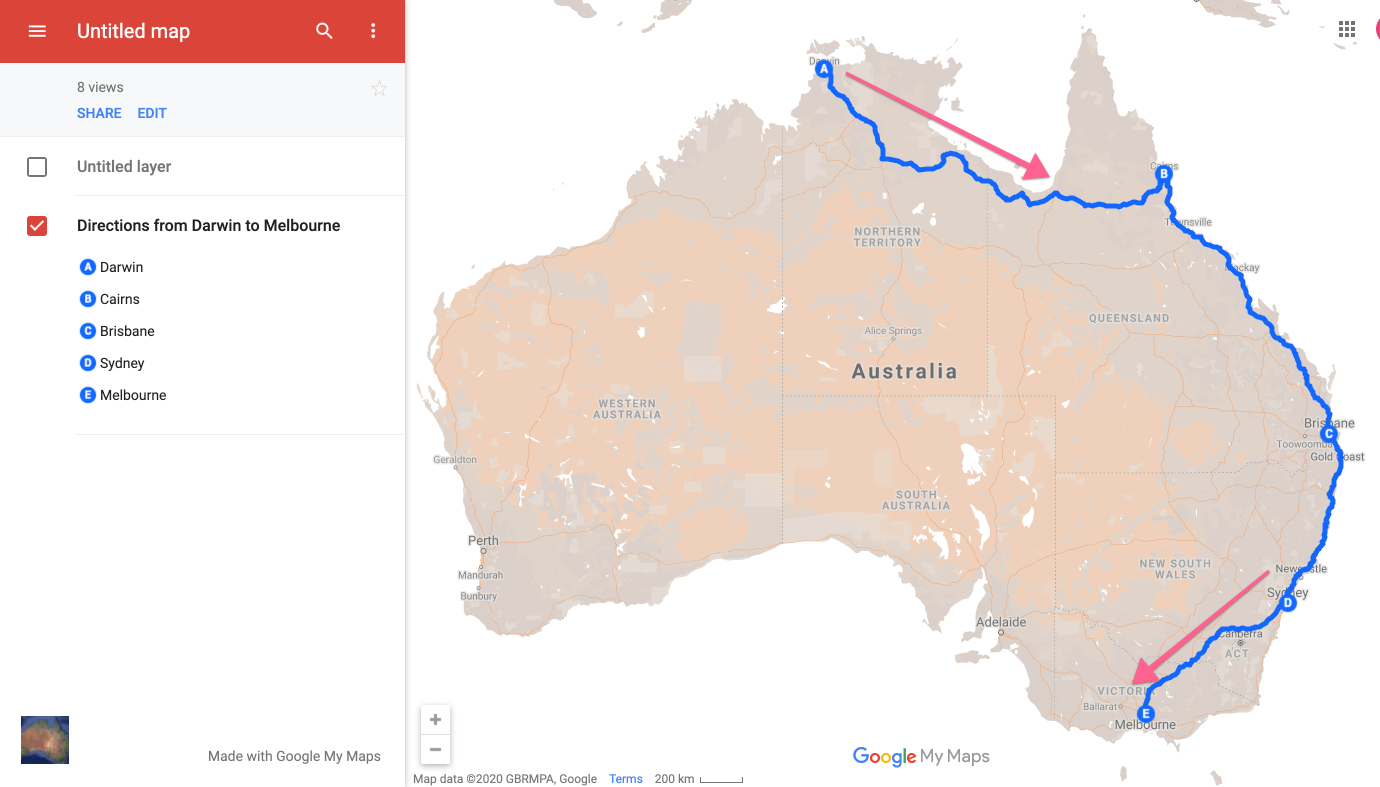 Untitled map
8 views
SHARE EDIT
Untitled layer
Directions from Darwin to Melbourne
A Darwin
B Cairns
C Brisbane
D Sydney
E Melbourne
Made with Google My Maps
Darwin
A
Cairns
B
Townsville
NORTHERN
TERRITORY
Mackay
QUEENSLAND
Alice Springs
Australia
WESTERN
AUSTRALIA
Brisbane
C
Toowoomba
Gold Coast
Geraldton
SOUTH
AUSTRALIA
Perth
NEW SOUTH
WALES
Newcastle
Mandurah
Bunbury
Sydney
D
Adelaide
Canberra
ACT
VICTORIA
Ballarat
E
Melbourne
+
−
Google My Maps
Map data ©2020 GBRMPA, Google Terms 200 km